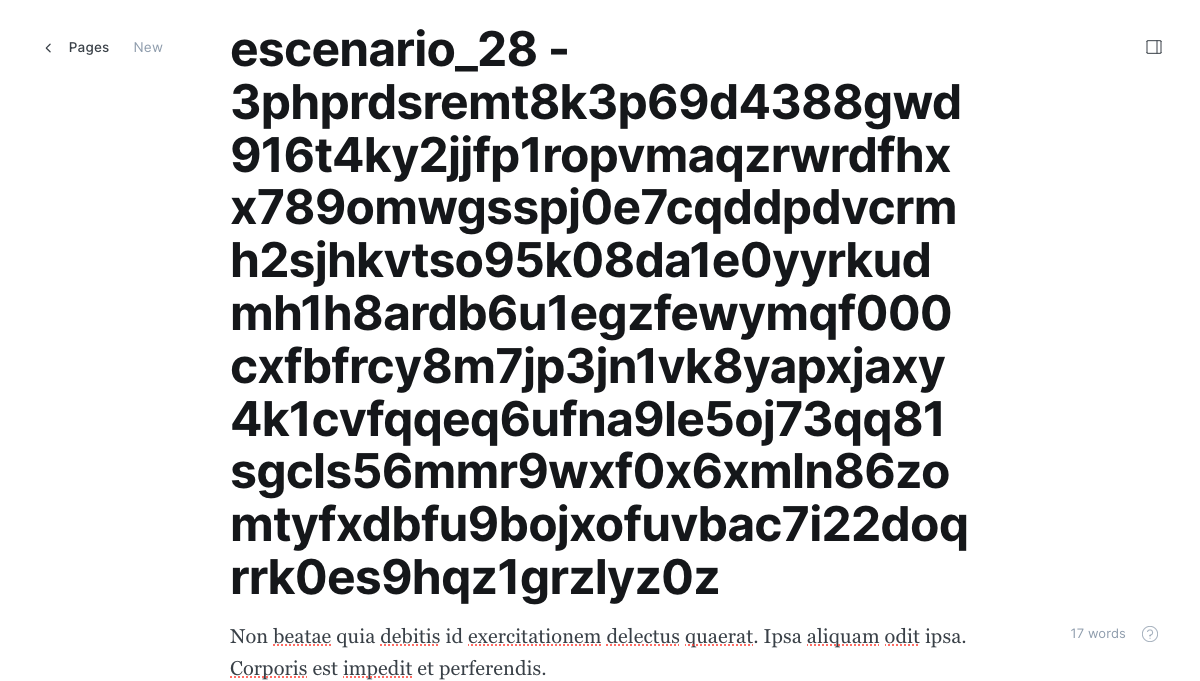 Pages
New
escenario_28 -
3phprdsremt8k3p69d4388gwd
916t4ky2jjfp1ropvmaqzrwrdfhx
x789omwgsspj0e7cqddpdvcrm
h2sjhkvtso95k08da1e0yyrkud
mh1h8ardb6u1egzfewymqf000
cxfbfrcy8m7jp3jn1vk8yapxjaxy
4k1cvfqqeq6ufna9le5oj73qq81
sgcls56mmr9wxf0x6xmln86zo
mtyfxdbfu9bojxofuvbac7i22doq
rrk0es9hqz1grzlyz0z
Non beatae quia debitis id exercitationem delectus quaerat. Ipsa aliquam odit ipsa.
Corporis est impedit et perferendis.
17 words
?